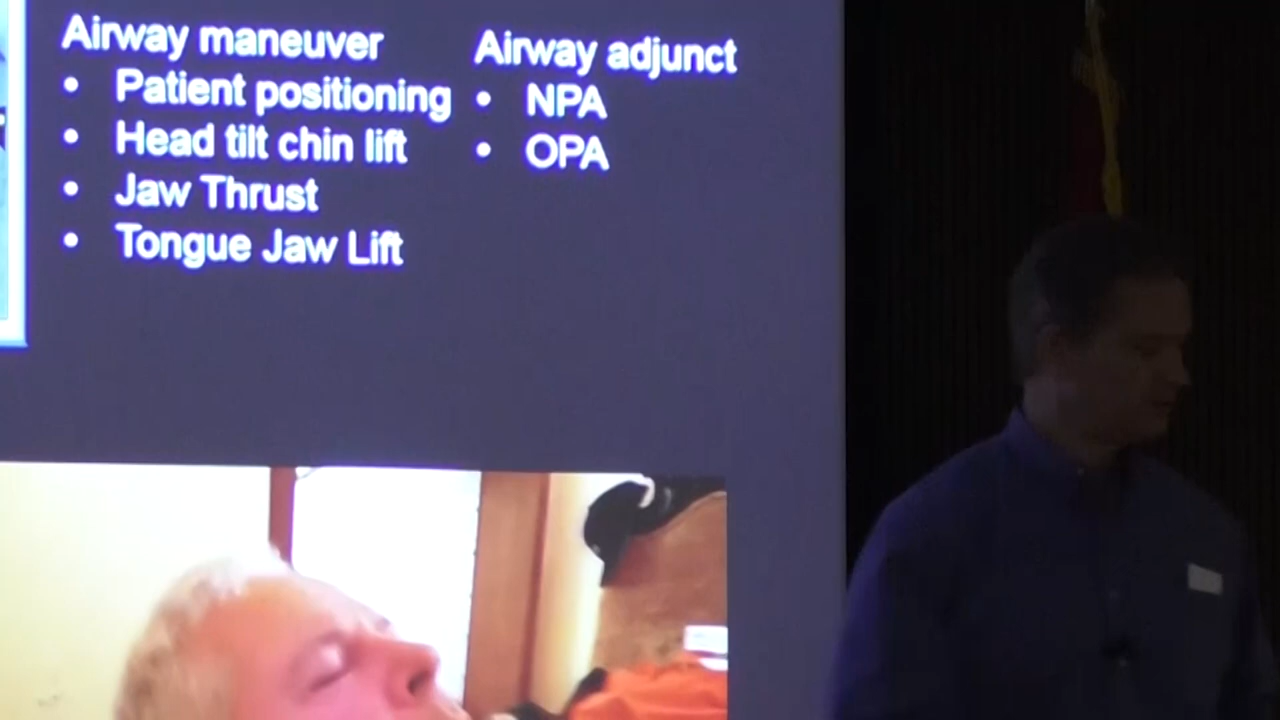 Airway maneuver
• Patient positioning
• Head tilt chin lift
• Jaw Thrust
• Tongue Jaw Lift
Airway adjunct
• NPA
• OPA